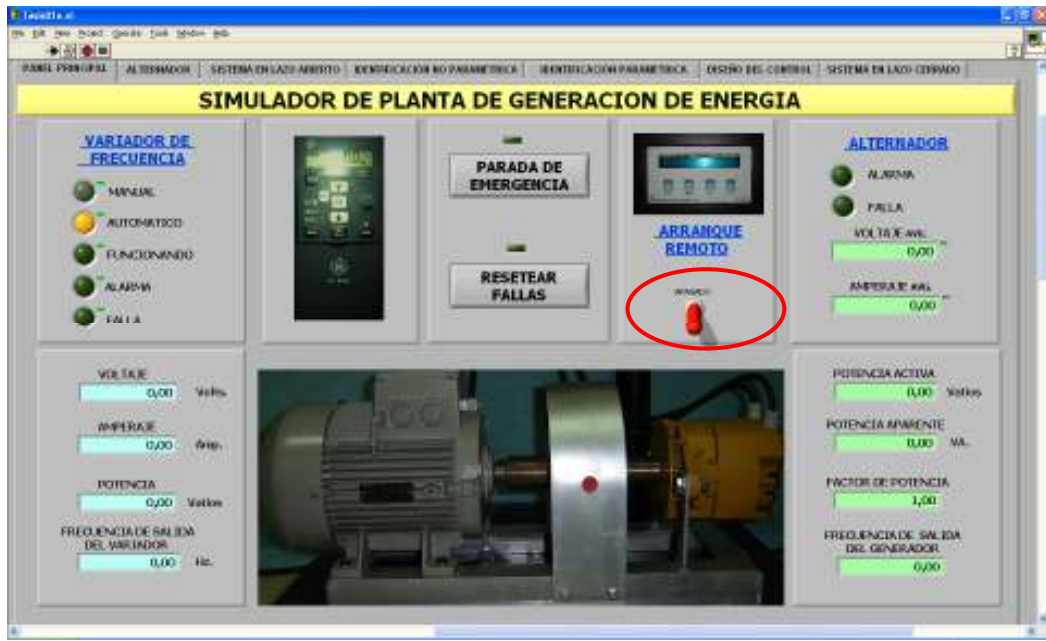 PANEL PRINCIPAL
ALTERNADOR
SISTEMA EN LAZO ABIERTO
IDENTIFICACIÓN NO PARAMETRICA
IDENTIFICACIÓN PARAMETRICA
DISEÑO DEL CONTROL
SISTEMA EN LAZO CERRADO
SIMULADOR DE PLANTA DE GENERACION DE ENERGIA
VARIADOR DE
FRECUENCIA
MANUAL
AUTOMATICO
FUNCIONANDO
ALARMA
FALLA
PARADA DE
EMERGENCIA
RESETEAR
FALLAS
ARRANQUE
REMOTO
APAGADO
ALTERNADOR
ALARMA
FALLA
VOLTAJE AVG.
0,00
AMPERAJE AVG.
0,00
VOLTAJE
0,00 Volts.
AMPERAJE
0,00 Amp.
POTENCIA
0,00 Vatios
FRECUENCIA DE SALIDA
DEL VARIADOR
0,00 Hz.
POTENCIA ACTIVA
0,00 Vatios
POTENCIA APARENTE
0,00 VA.
FACTOR DE POTENCIA
1,00
FRECUENCIA DE SALIDA
DEL GENERADOR
0,00